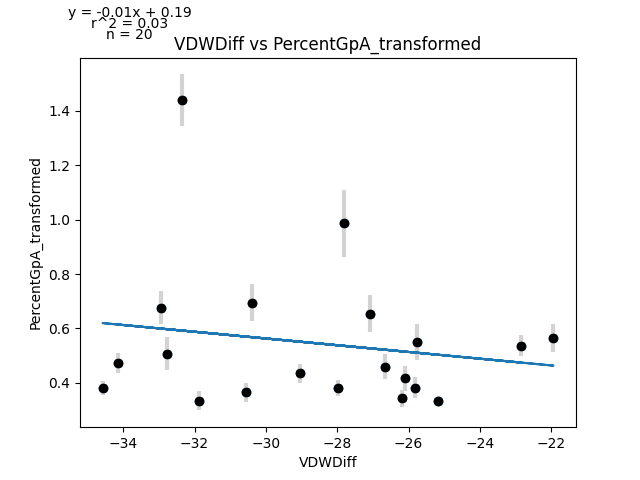 y = -0.01x + 0.19
r^2 = 0.03
n = 20
VDWDiff vs PercentGpA_transformed
1.4
1.2
1.0
0.8
0.6
0.4
PercentGpA_transformed
−34
−32
−30
−28
−26
−24
−22
VDWDiff